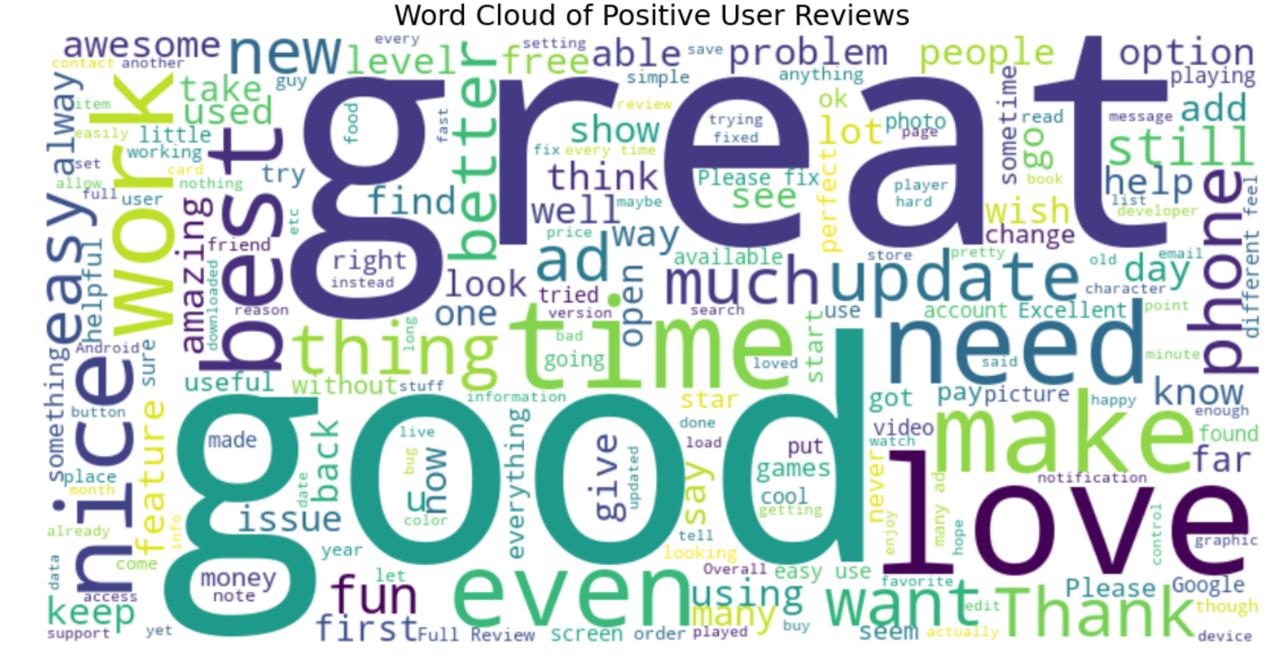 Word Cloud of Positive User Reviews
awesome
new
every
level
setting
free
able
save
problem
people
option
contact
another
guy
simple
anything
playing
take
used
item
easily
little
working
alway
work
best
great
better
food
fast
review
show
trying
fixed
ok
lot
photo
page
sometime
read
go
book
message
add
still
set
card
allow
nothing
full
user
try
find
etc
fix
every time
think
Please fix
see
well
maybe
perfect
player
hard
wish
change
help
list
developer
phone
different
feel
easy
helpful
amazing
downloaded
friend
reason
right
instead
look
one
price
way
ad
tried
version
open
available
much
search
update
use
store
pretty
old
character
day
email
point
Android
sure
something
nice
button
useful
thing
long
without
stuff
time
bad
going
loved
start
account
Excellent
need
said
minute
information
star
got
pay
picture
happy
know
enough
found
far
place
month
feature
made
back
date
good
live
bug
u
now
color
everything
give
updated
done
load
say
put
games
cool
getting
never
video
watch
make
love
notification
already
info
issue
come
year
tell
looking
enjoy
many ad
hope
control
graphic
data
access
keep
support
yet
money
note
let
fun
first
Full Review
even
screen
order
Overall
easy use
using
many
played
buy
want
favorite
seem
edit
actually
Thank
Please
Google
though
device